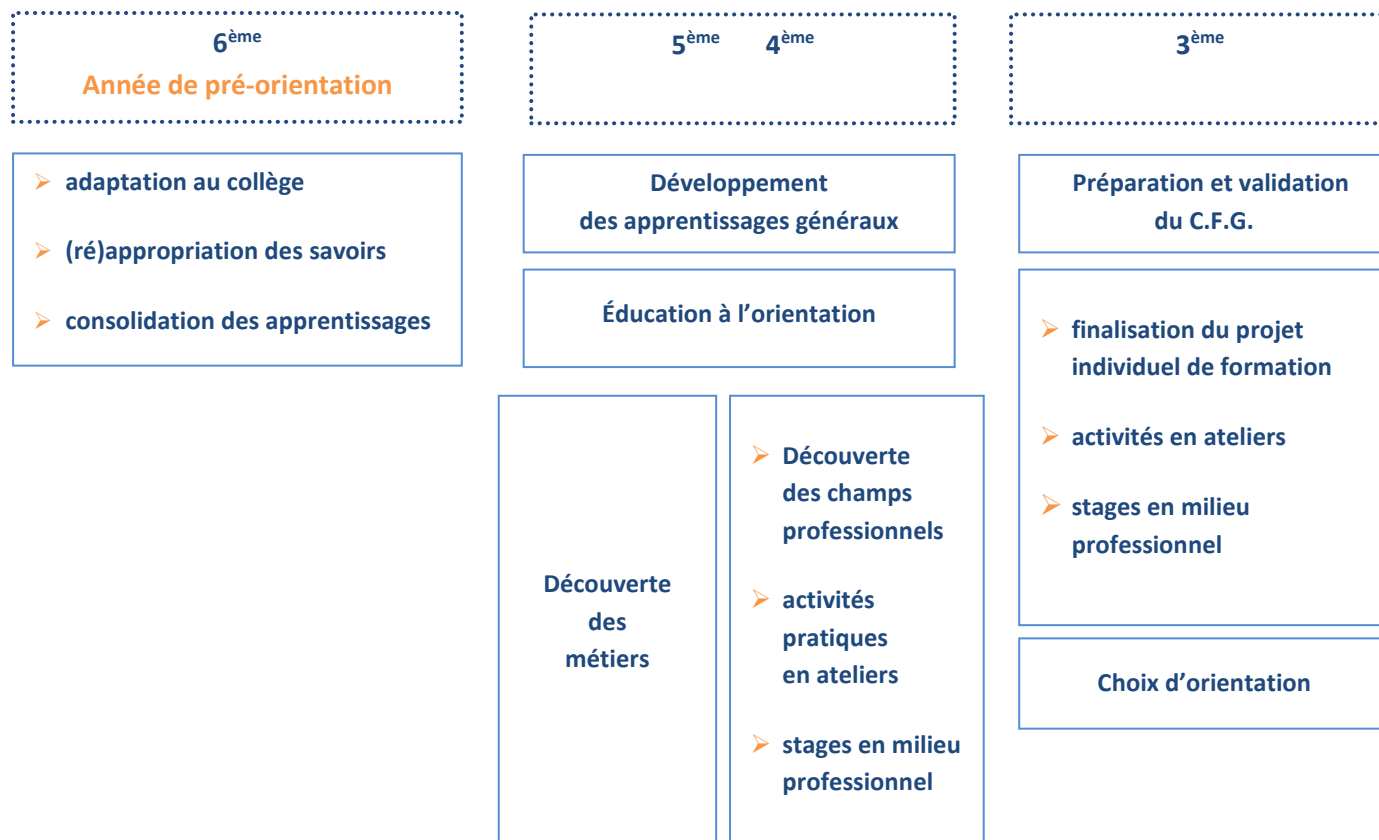 6ème
Année de pré-orientation
➢ adaptation au collège
➢ (ré)appropriation des savoirs
➢ consolidation des apprentissages
5ème 4ème
Développement
des apprentissages généraux
Éducation à l’orientation
Découverte
des
métiers
➢ Découverte
des champs
professionnels
➢ activités
pratiques
en ateliers
➢ stages en milieu
professionnel
3ème
Préparation et validation
du C.F.G.
➢ finalisation du projet
individuel de formation
➢ activités en ateliers
➢ stages en milieu
professionnel
Choix d’orientation